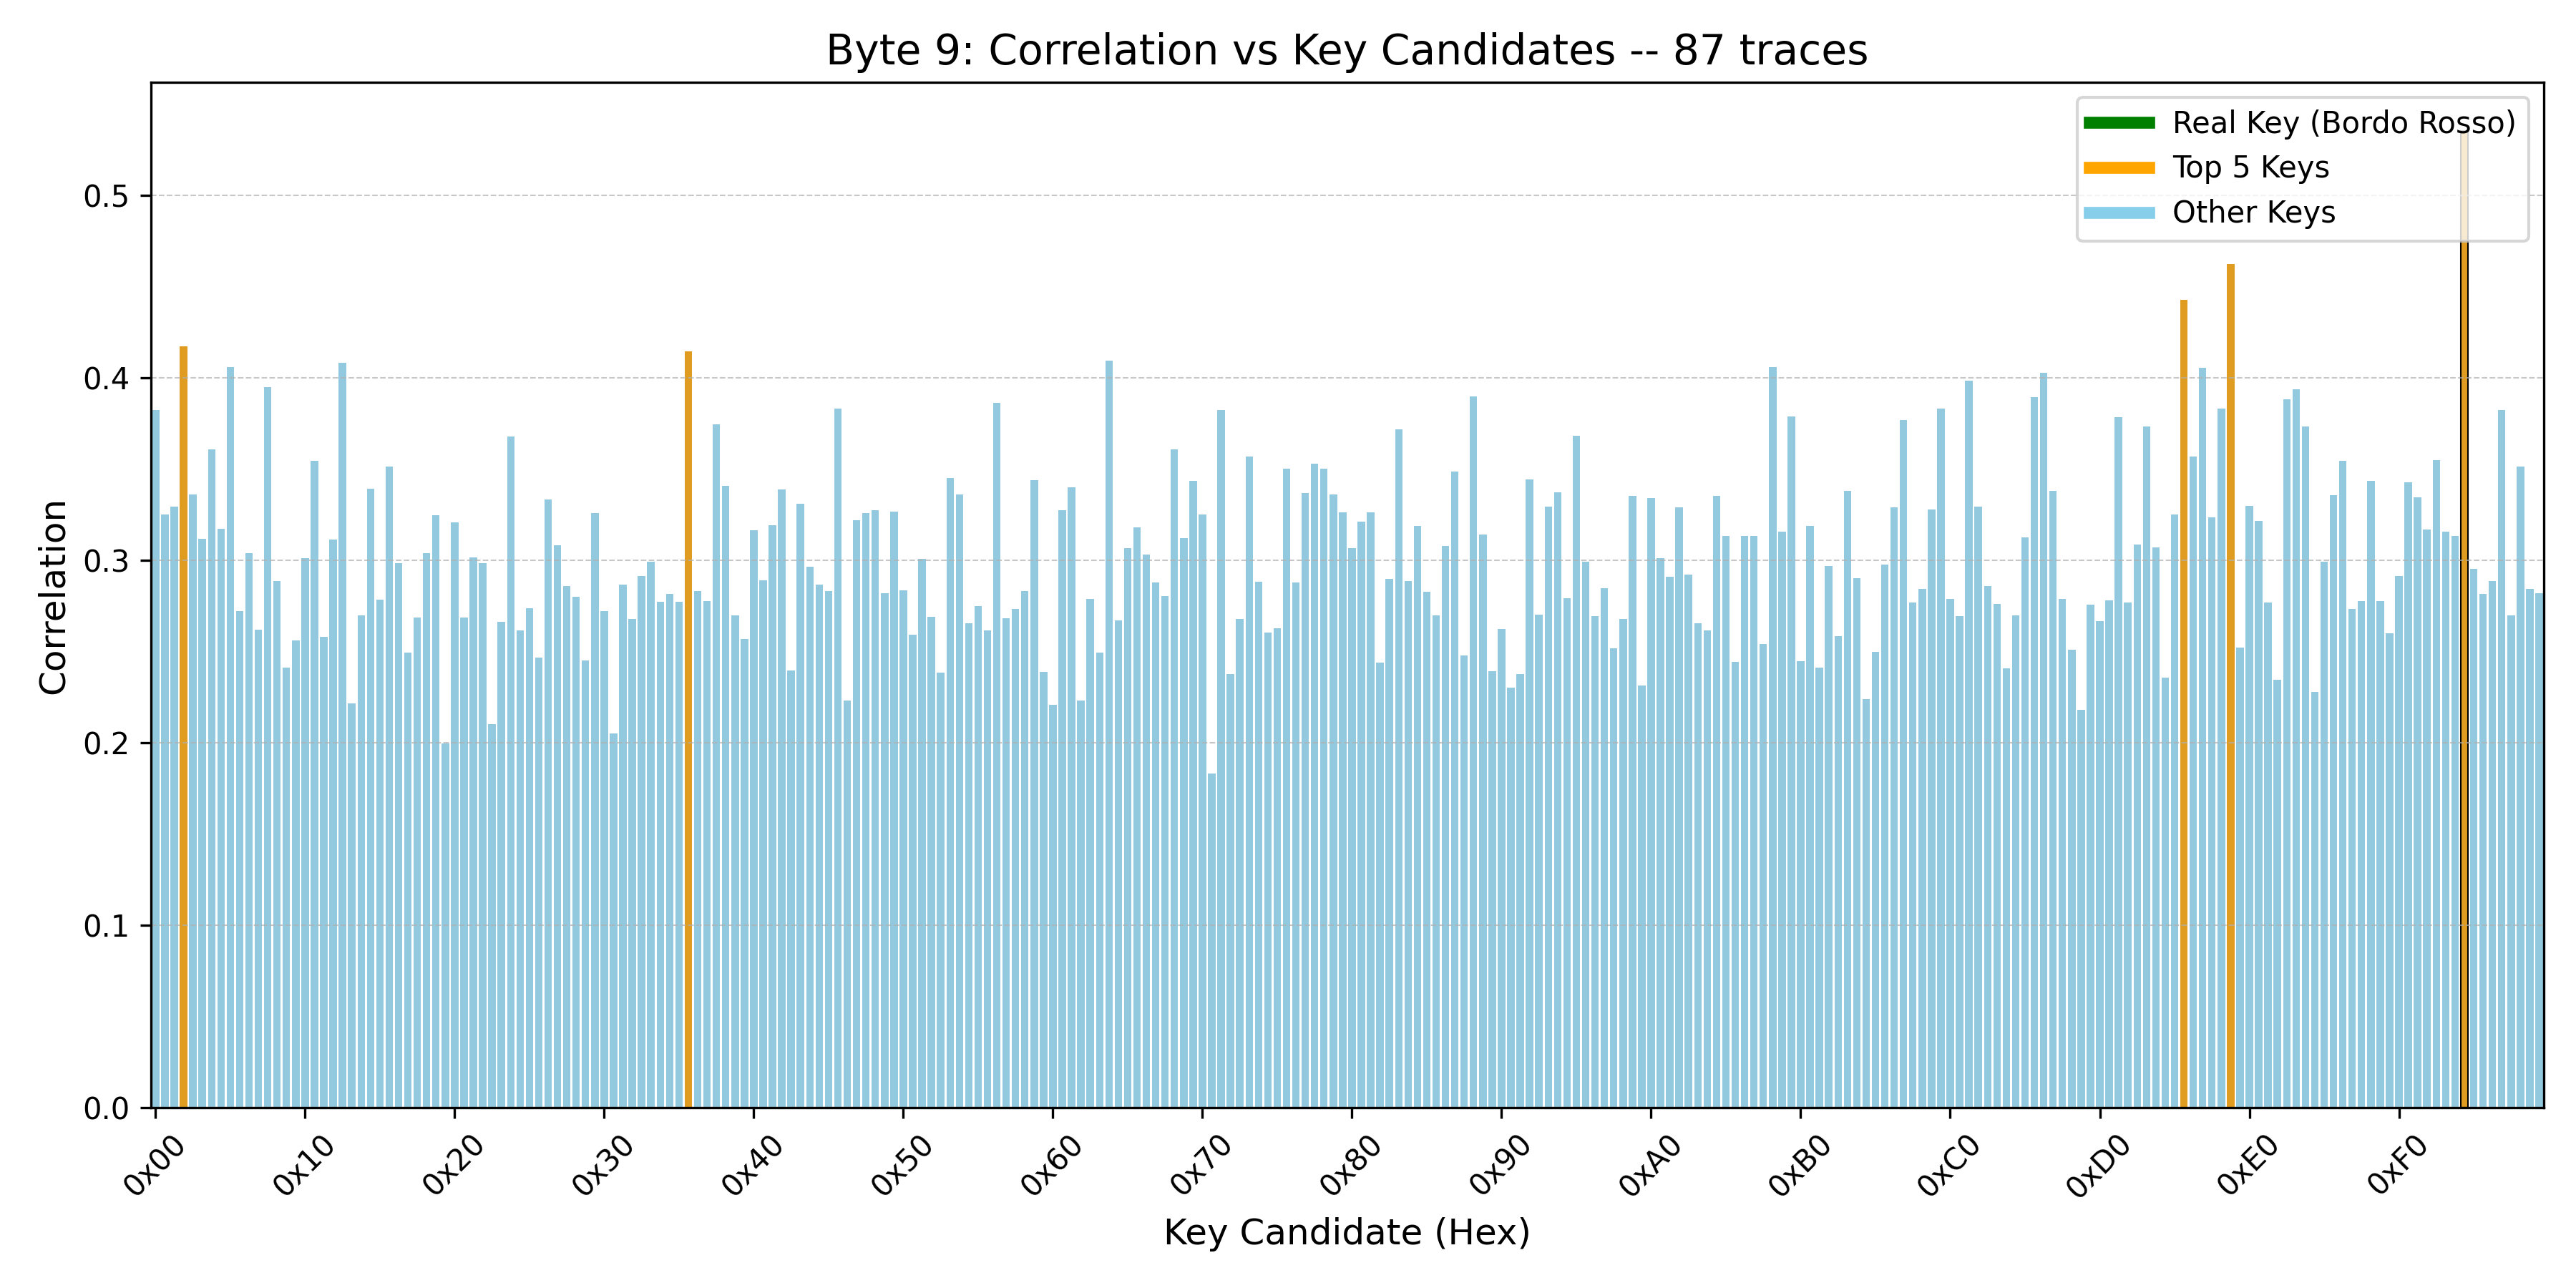 Byte 9: Correlation vs Key Candidates -- 87 traces
Real Key (Bordo Rosso)
Top 5 Keys
Other Keys
Correlation
0.5
0.4
0.3
0.2
0.1
0.0
0x00 0x10 0x20 0x30 0x40 0x50 0x60 0x70 0x80 0x90 0xA0 0xB0 0xC0 0xD0 0xE0 0xF0
Key Candidate (Hex)